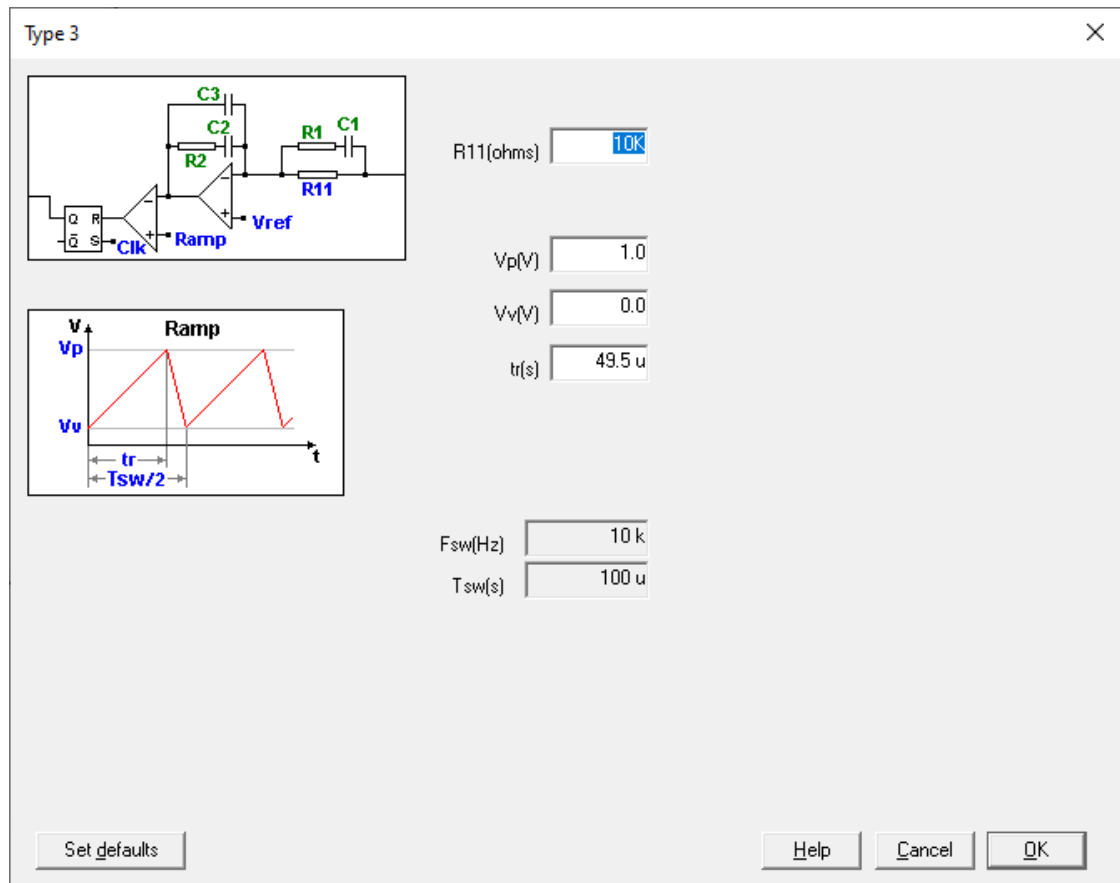 Type 3
C3
C2
R2
R1
C1
R11
Vref
Ramp
Clk
Q R
Q S
- + - +
R11(ohms) 10K
Vp(V) 1.0
Vv(V) 0.0
tr(s) 49.5 u
V
Ramp
Vp
Vv
tr
t
Tsw/2
Fsw(Hz) 10 k
Tsw(s) 100 u
Set defaults
Help
Cancel
OK